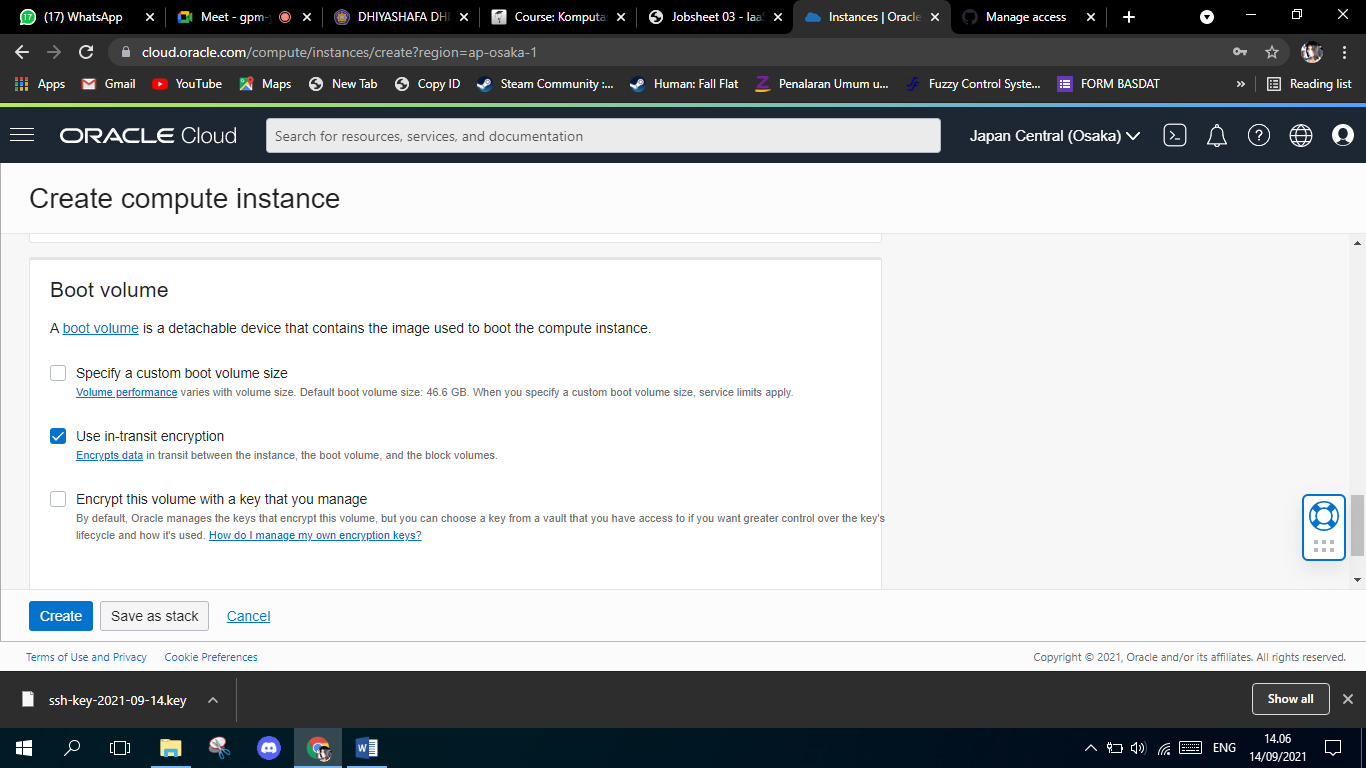 (17) WhatsApp
Meet - gpm-
DHIYASHAFA DHI
Course: Komputa
Jobsheet 03 - Iaa
Instances | Oracle
Manage access
cloud.oracle.com/compute/instances/create?region=ap-osaka-1
Apps
Gmail
YouTube
Maps
New Tab
Copy ID
Steam Community :...
Human: Fall Flat
Penalaran Umum u...
Fuzzy Control Syste...
FORM BASDAT
»
Reading list
ORACLE Cloud
Search for resources, services, and documentation
Japan Central (Osaka)
Create compute instance
Boot volume
A boot volume is a detachable device that contains the image used to boot the compute instance.
Specify a custom boot volume size
Volume performance varies with volume size. Default boot volume size: 46.6 GB. When you specify a custom boot volume size, service limits apply.
Use in-transit encryption
Encrypts data in transit between the instance, the boot volume, and the block volumes.
Encrypt this volume with a key that you manage
By default, Oracle manages the keys that encrypt this volume, but you can choose a key from a vault that you have access to if you want greater control over the key's
lifecycle and how it's used. How do I manage my own encryption keys?
Create
Save as stack
Cancel
Terms of Use and Privacy
Cookie Preferences
Copyright © 2021, Oracle and/or its affiliates. All rights reserved.
ssh-key-2021-09-14.key
Show all
ENG
14.06
14/09/2021